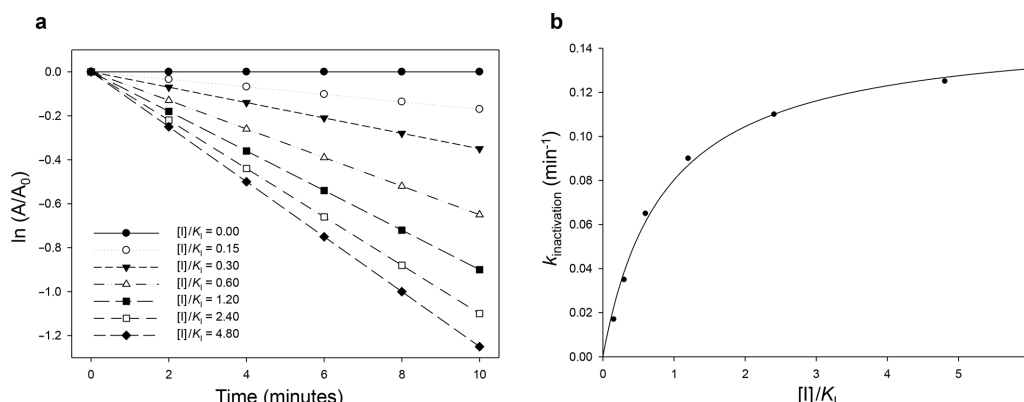 a
ln (A/A0)
0.0
−0.2
−0.4
−0.6
−0.8
−1.0
−1.2
[I]/KI = 0.00
[I]/KI = 0.15
[I]/KI = 0.30
[I]/KI = 0.60
[I]/KI = 1.20
[I]/KI = 2.40
[I]/KI = 4.80
0 2 4 6 8 10
Time (minutes)
b
kinactivation (min-1)
0.14
0.12
0.10
0.08
0.06
0.04
0.02
0.00
0 1 2 3 4 5
[I]/KI